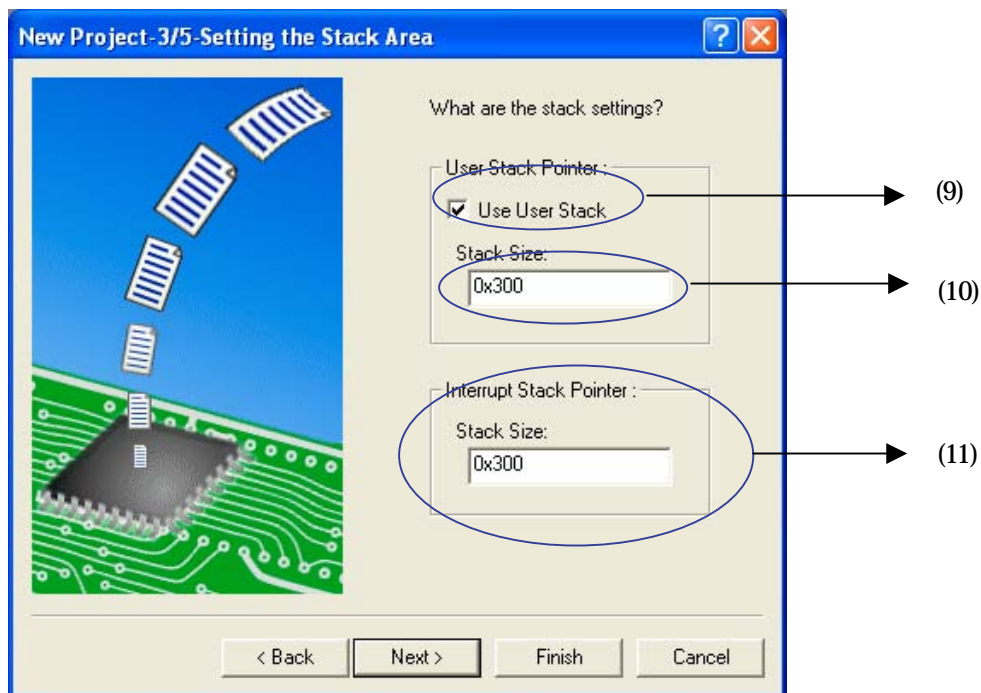 New Project-3/5-Setting the Stack Area
What are the stack settings?
User Stack Pointer :
Use User Stack
(9)
Stack Size:
0x300
(10)
Interrupt Stack Pointer :
Stack Size:
0x300
(11)
< Back
Next >
Finish
Cancel